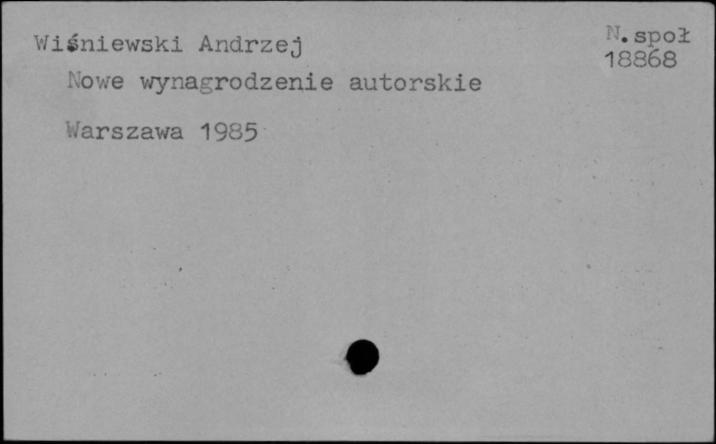 Wiśniewski Andrzej
N.społ
18868
Nowe wynagrodzenie autorskie
Warszawa 1985